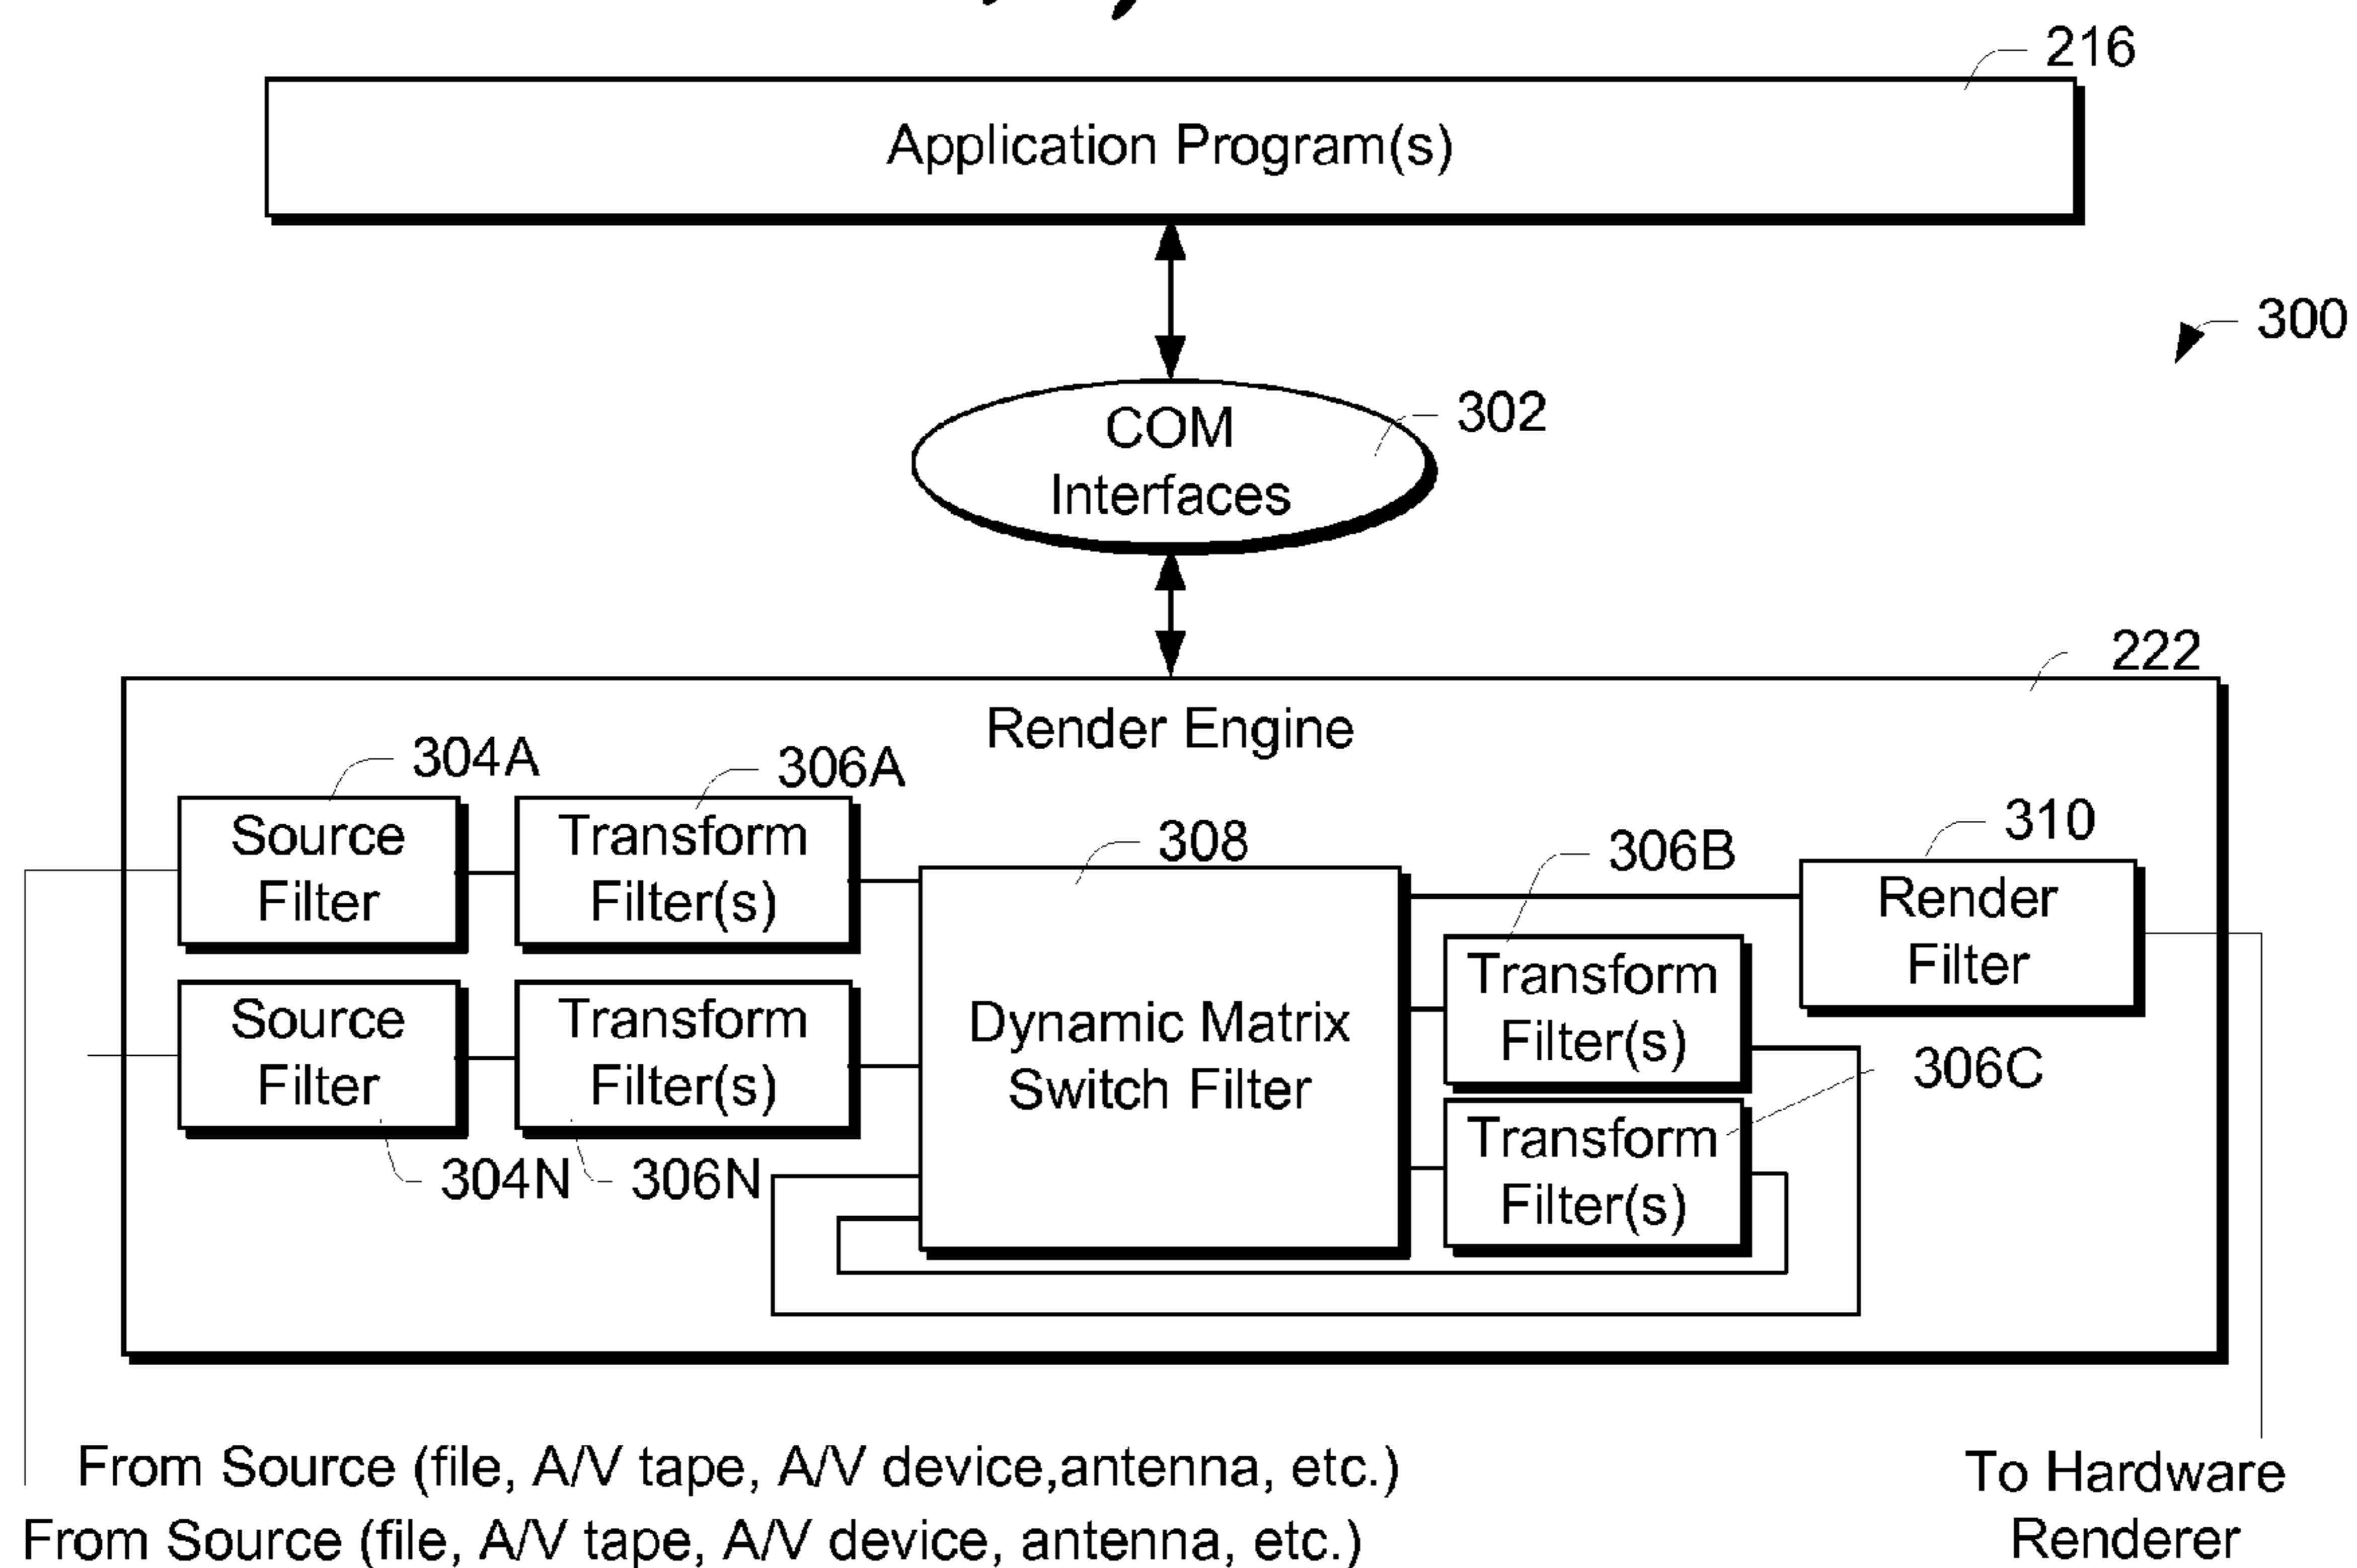 216
Application Program(s)
300
COM
302
Interfaces
222
Render Engine
304A
306A
Source
Filter
Transform
Filter(s)
308
306B
310
Render
Filter
Source
Filter
Transform
Filter(s)
Dynamic Matrix
Switch Filter
Transform
Filter(s)
306C
Transform
Filter(s)
304N
306N
From Source (file, A/V tape, A/V device,antenna, etc.)
From Source (file, A/V tape, A/V device, antenna, etc.)
To Hardware
Renderer